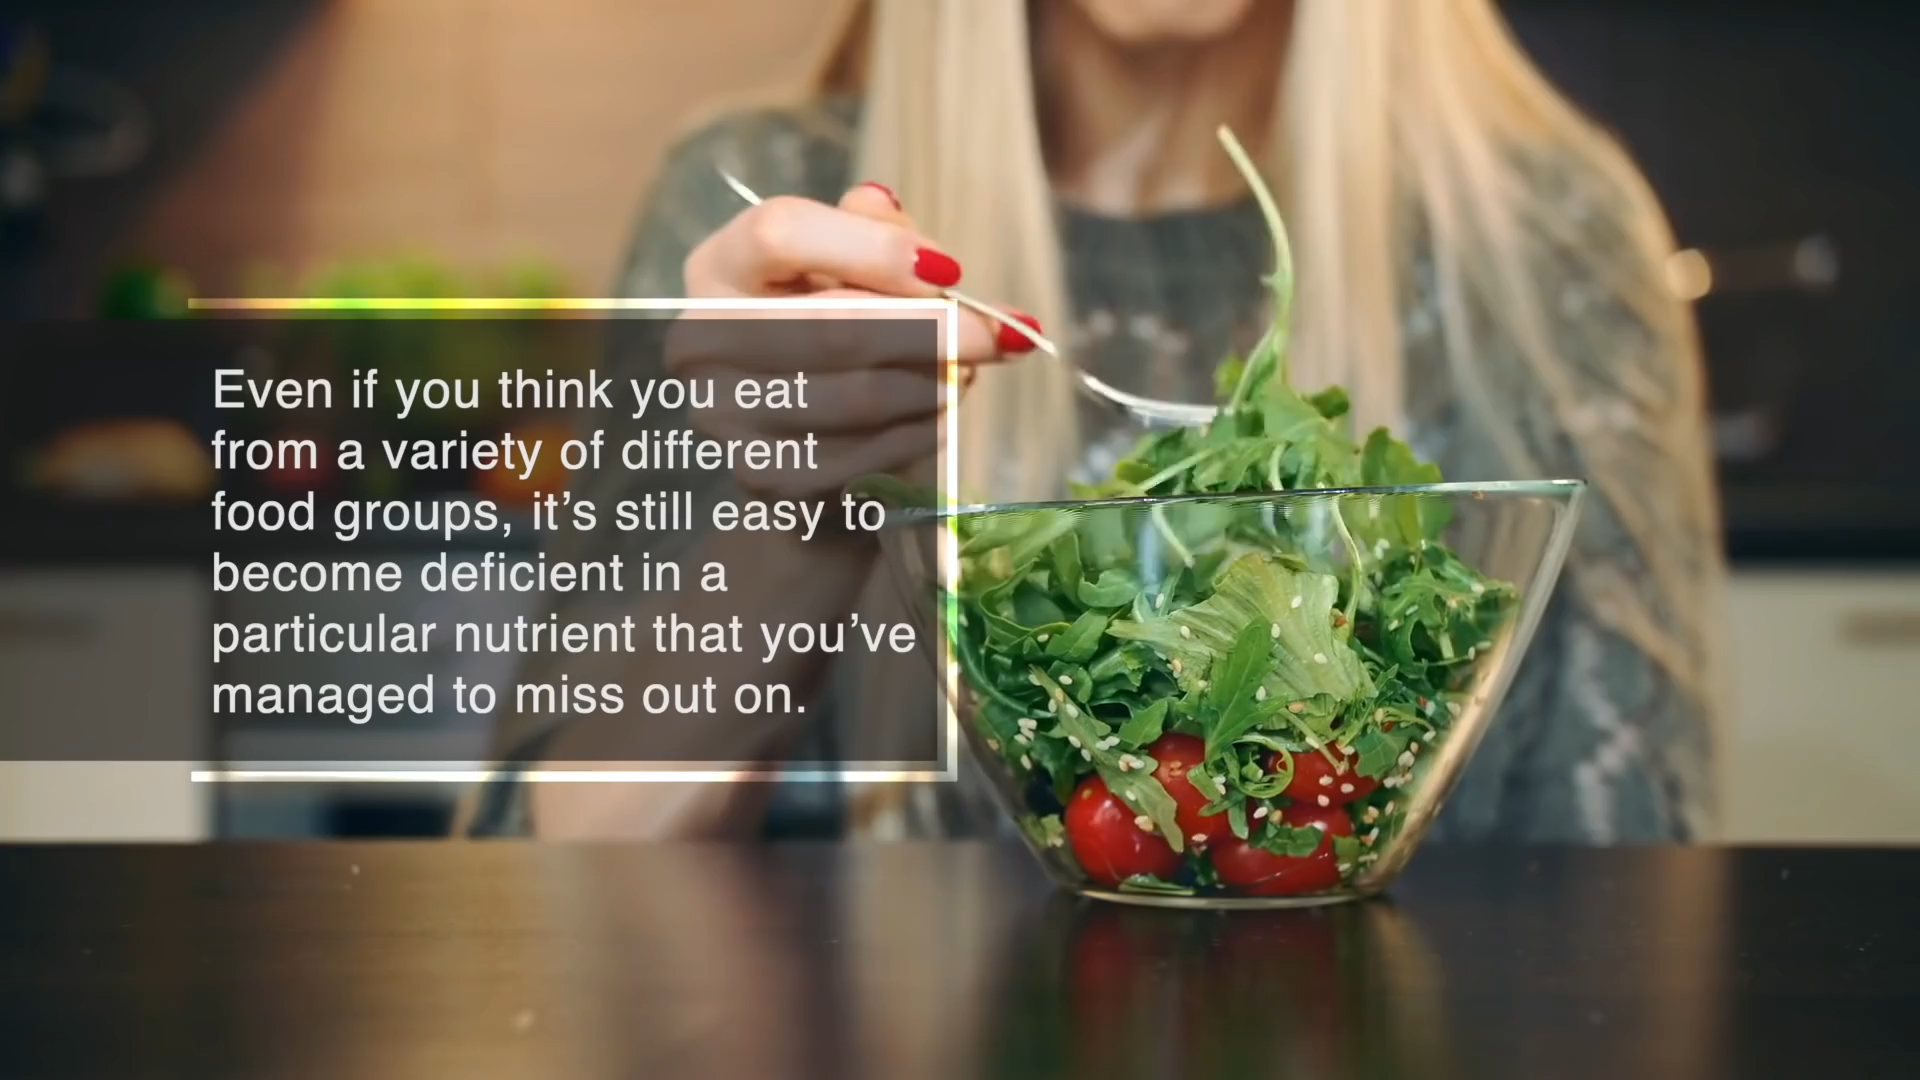 Even if you think you eat
from a variety of different
food groups, it’s still easy to
become deficient in a
particular nutrient that you’ve
managed to miss out on.